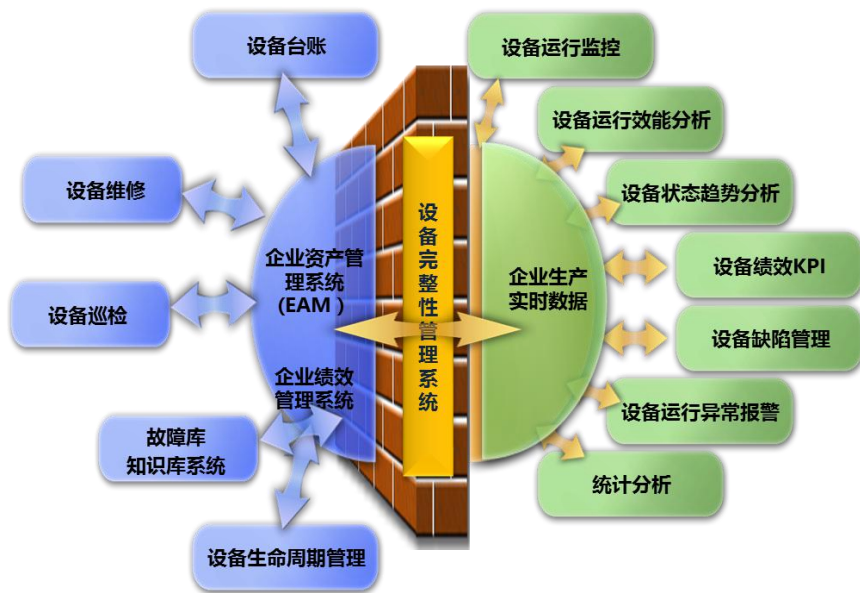 设备台账
设备维修
设备巡检
故障库
知识库系统
设备生命周期管理
企业资产管
理系统
(EAM）
企业绩效
管理系统
设备完整性管理系统
企业生产
实时数据
设备运行监控
设备运行效能分析
设备状态趋势分析
设备绩效KPI
设备缺陷管理
设备运行异常报警
统计分析